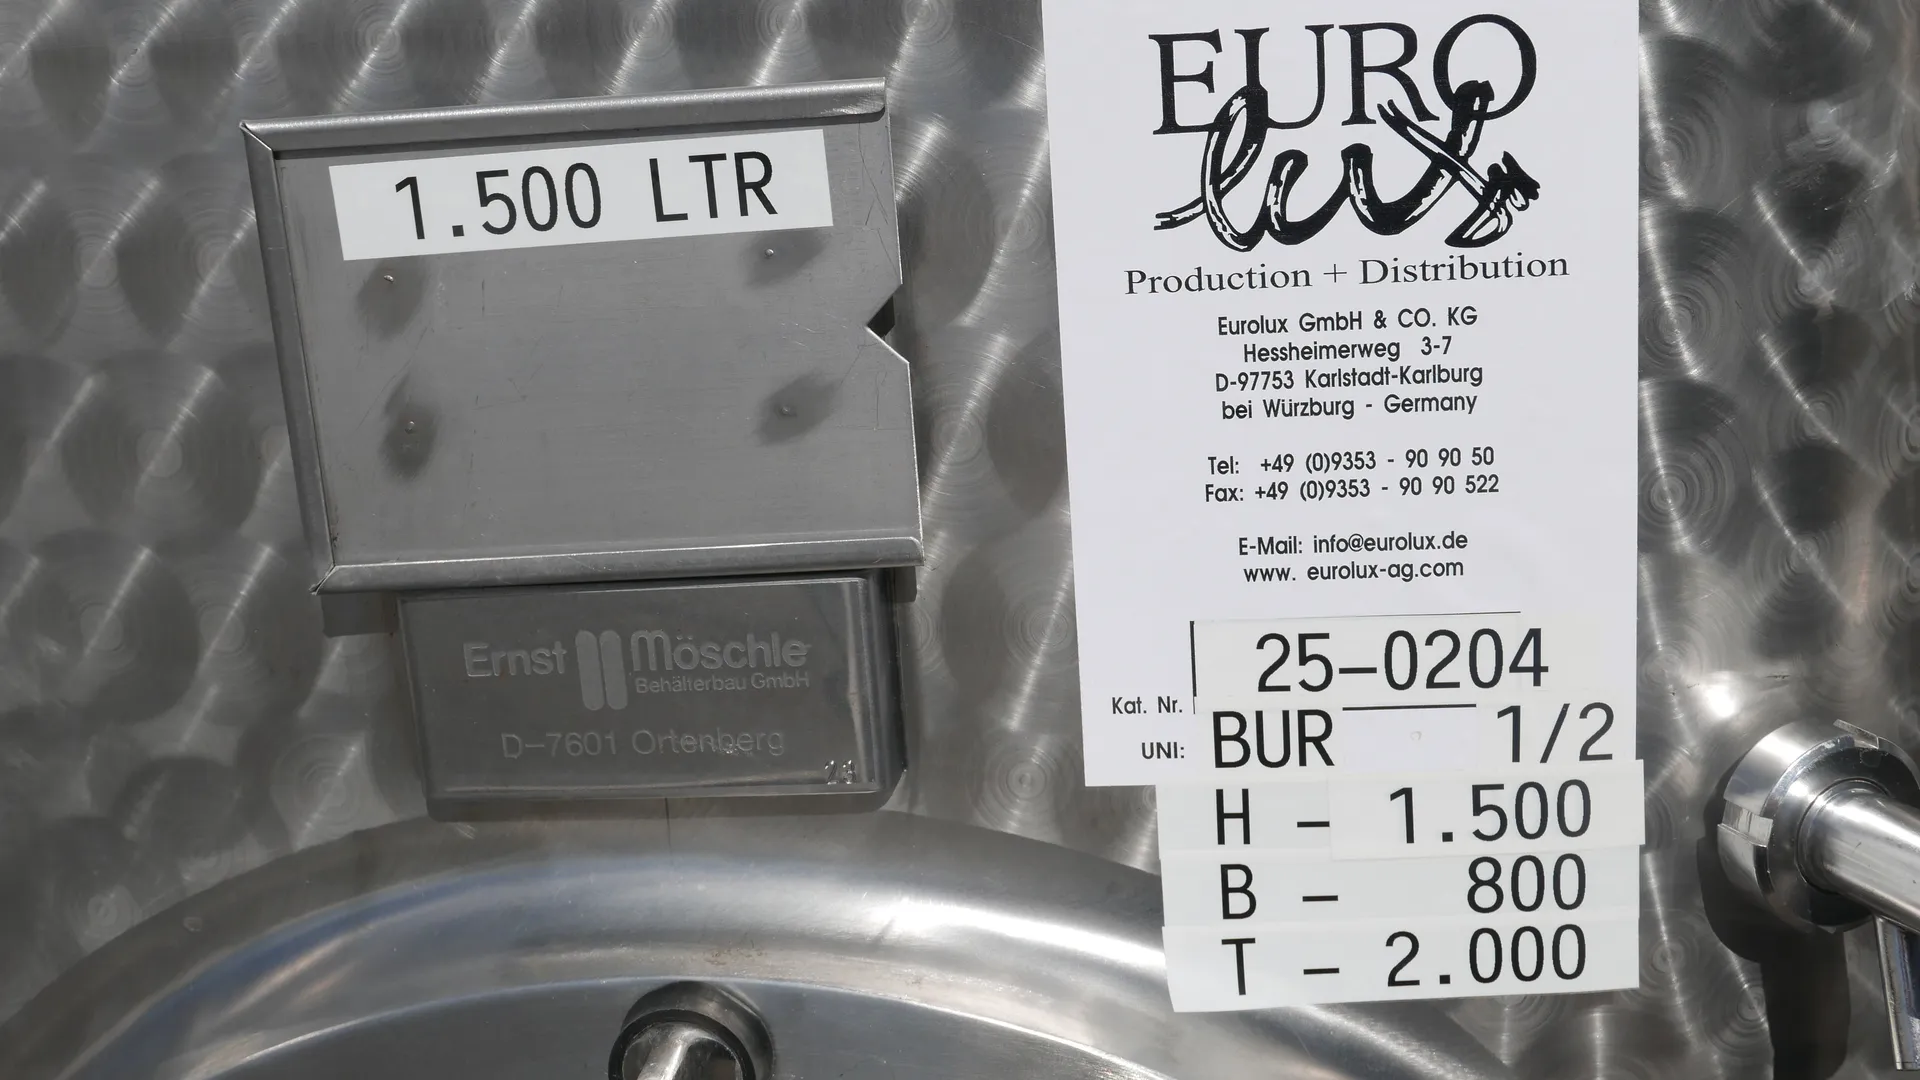 1.500 LTR
Ernst Möschle
Behälterbau GmbH
D-7601 Ortenberg
EURO
lux
Production + Distribution
Eurolux GmbH & CO. KG
Hessheimerweg 3-7
D-97753 Karlstadt-Karlburg
bei Würzburg - Germany
Tel: +49 (0)9353 - 90 90 50
Fax: +49 (0)9353 - 90 90 522
E-Mail: info@eurolux.de
www. eurolux-ag.com
Kat. Nr. 25-0204
UNI: BUR 1/2
H - 1.500
B - 800
T - 2.000